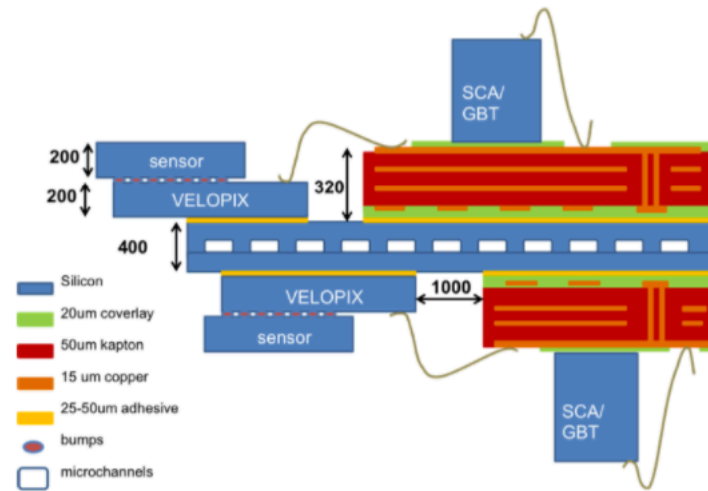 SCA/
GBT
200
sensor
200
VELOPIX
320
400
1000
VELOPIX
sensor
SCA/
GBT
Silicon
20um coverlay
50um kapton
15 um copper
25-50um adhesive
bumps
microchannels